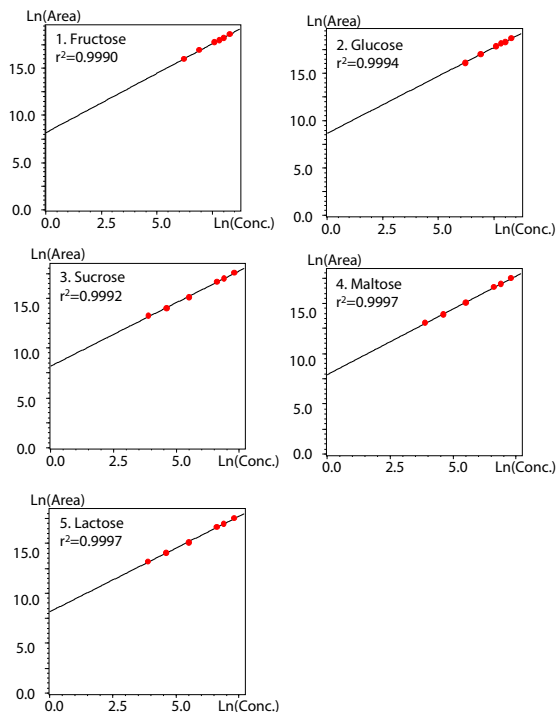 Ln(Area)
1. Fructose
r²=0.9990
15.0
10.0
5.0
0.0
0.0 2.5 5.0 Ln(Conc.)
Ln(Area)
2. Glucose
r²=0.9994
15.0
10.0
5.0
0.0
0.0 2.5 5.0 Ln(Conc.)
Ln(Area)
3. Sucrose
r²=0.9992
15.0
10.0
5.0
0.0
0.0 2.5 5.0 Ln(Conc.)
Ln(Area)
4. Maltose
r²=0.9997
15.0
10.0
5.0
0.0
0.0 2.5 5.0 Ln(Conc.)
Ln(Area)
5. Lactose
r²=0.9997
15.0
10.0
5.0
0.0
0.0 2.5 5.0 Ln(Conc.)